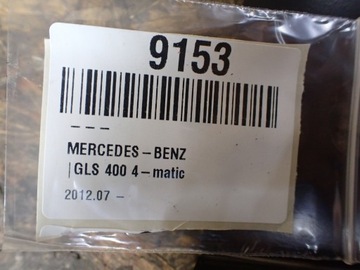 9153
– – –
MERCEDES – BENZ
|GLS 400 4 – matic
2012.07 –